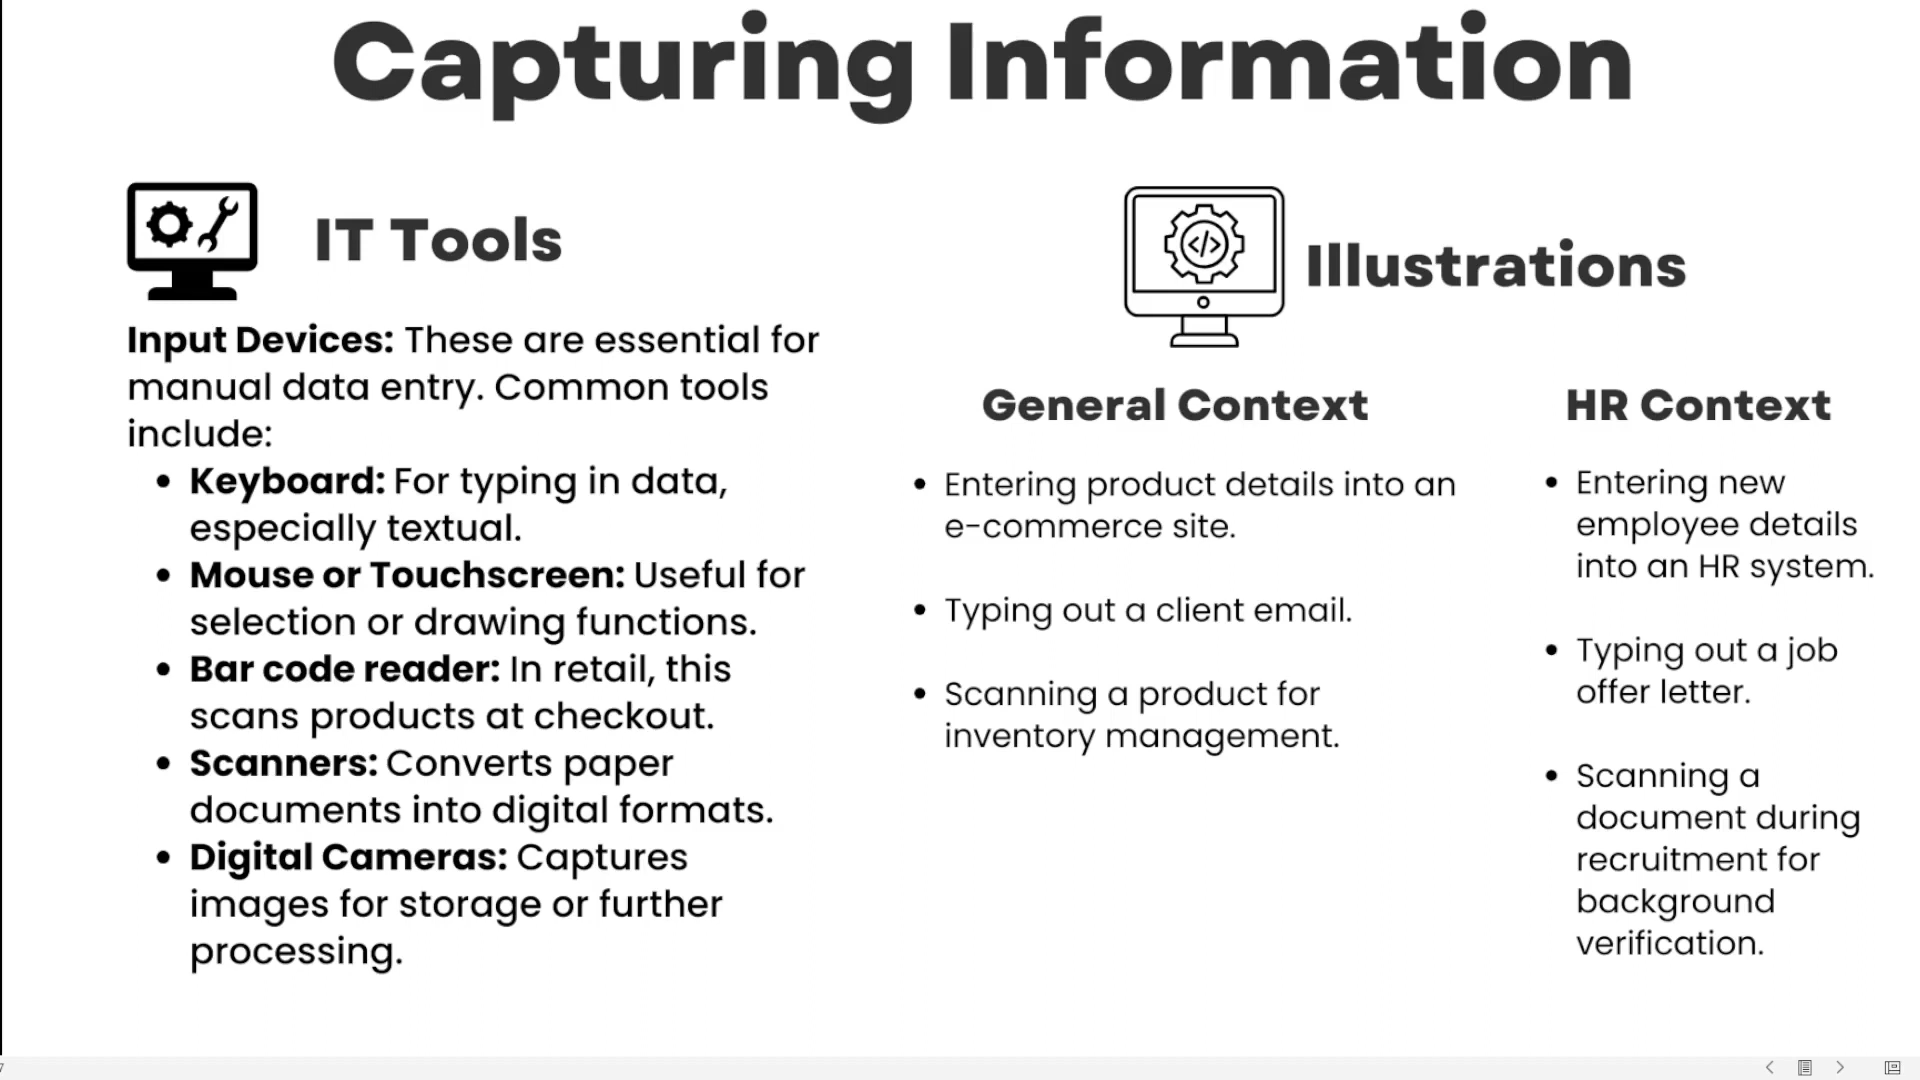 Capturing Information
IT Tools
Input Devices: These are essential for
manual data entry. Common tools
include:
• Keyboard: For typing in data,
especially textual.
• Mouse or Touchscreen: Useful for
selection or drawing functions.
• Bar code reader: In retail, this
scans products at checkout.
• Scanners: Converts paper
documents into digital formats.
• Digital Cameras: Captures
images for storage or further
processing.
Illustrations
General Context
• Entering product details into an
e-commerce site.
• Typing out a client email.
• Scanning a product for
inventory management.
HR Context
• Entering new
employee details
into an HR system.
• Typing out a job
offer letter.
• Scanning a
document during
recruitment for
background
verification.